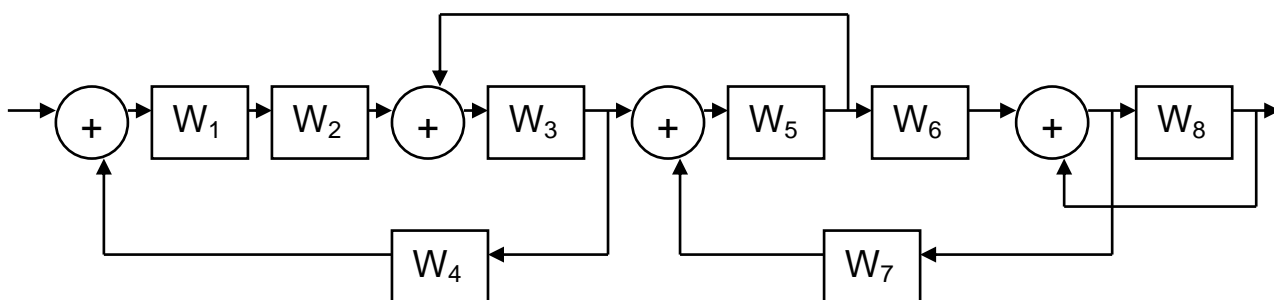 + W₁ W₂ + W₃ + W₅ W₆ + W₈
W₄ W₇